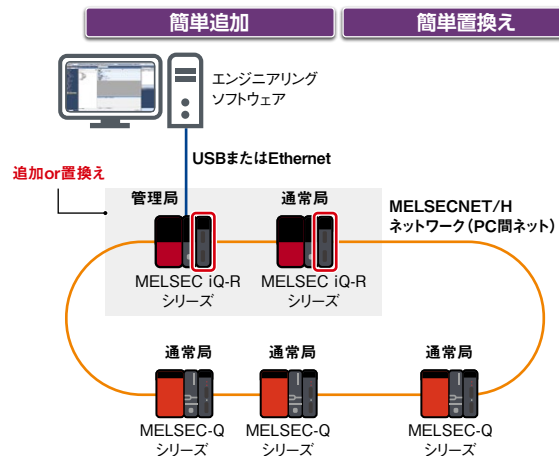 簡単追加
簡単置換え
エンジニアリング
ソフトウェア
USBまたはEthernet
追加or置換え
管理局
通常局
MELSECNET/H
ネットワーク(PC間ネット)
MELSEC iQ-R
シリーズ
MELSEC iQ-R
シリーズ
通常局
通常局
通常局
MELSEC-Q
シリーズ
MELSEC-Q
シリーズ
MELSEC-Q
シリーズ